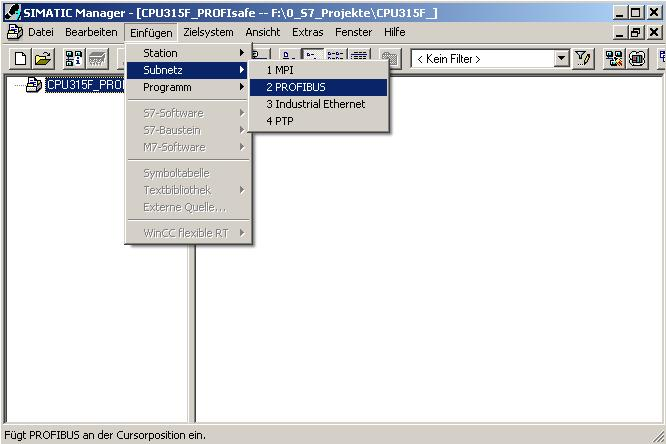 SIMATIC Manager - [CPU315F_PROFIsafe -- F:\0_S7_Projekte\CPU315F_]
Datei Bearbeiten Einfügen Zielsystem Ansicht Extras Fenster Hilfe
< Kein Filter >
CPU315F_PRO
Station
Subnetz
Programm
S7-Software
S7-Baustein
M7-Software
Symboltabelle
Textbibliothek
Externe Quelle...
WinCC flexible RT
1 MPI
2 PROFIBUS
3 Industrial Ethernet
4 PTP
Fügt PROFIBUS an der Cursorposition ein.